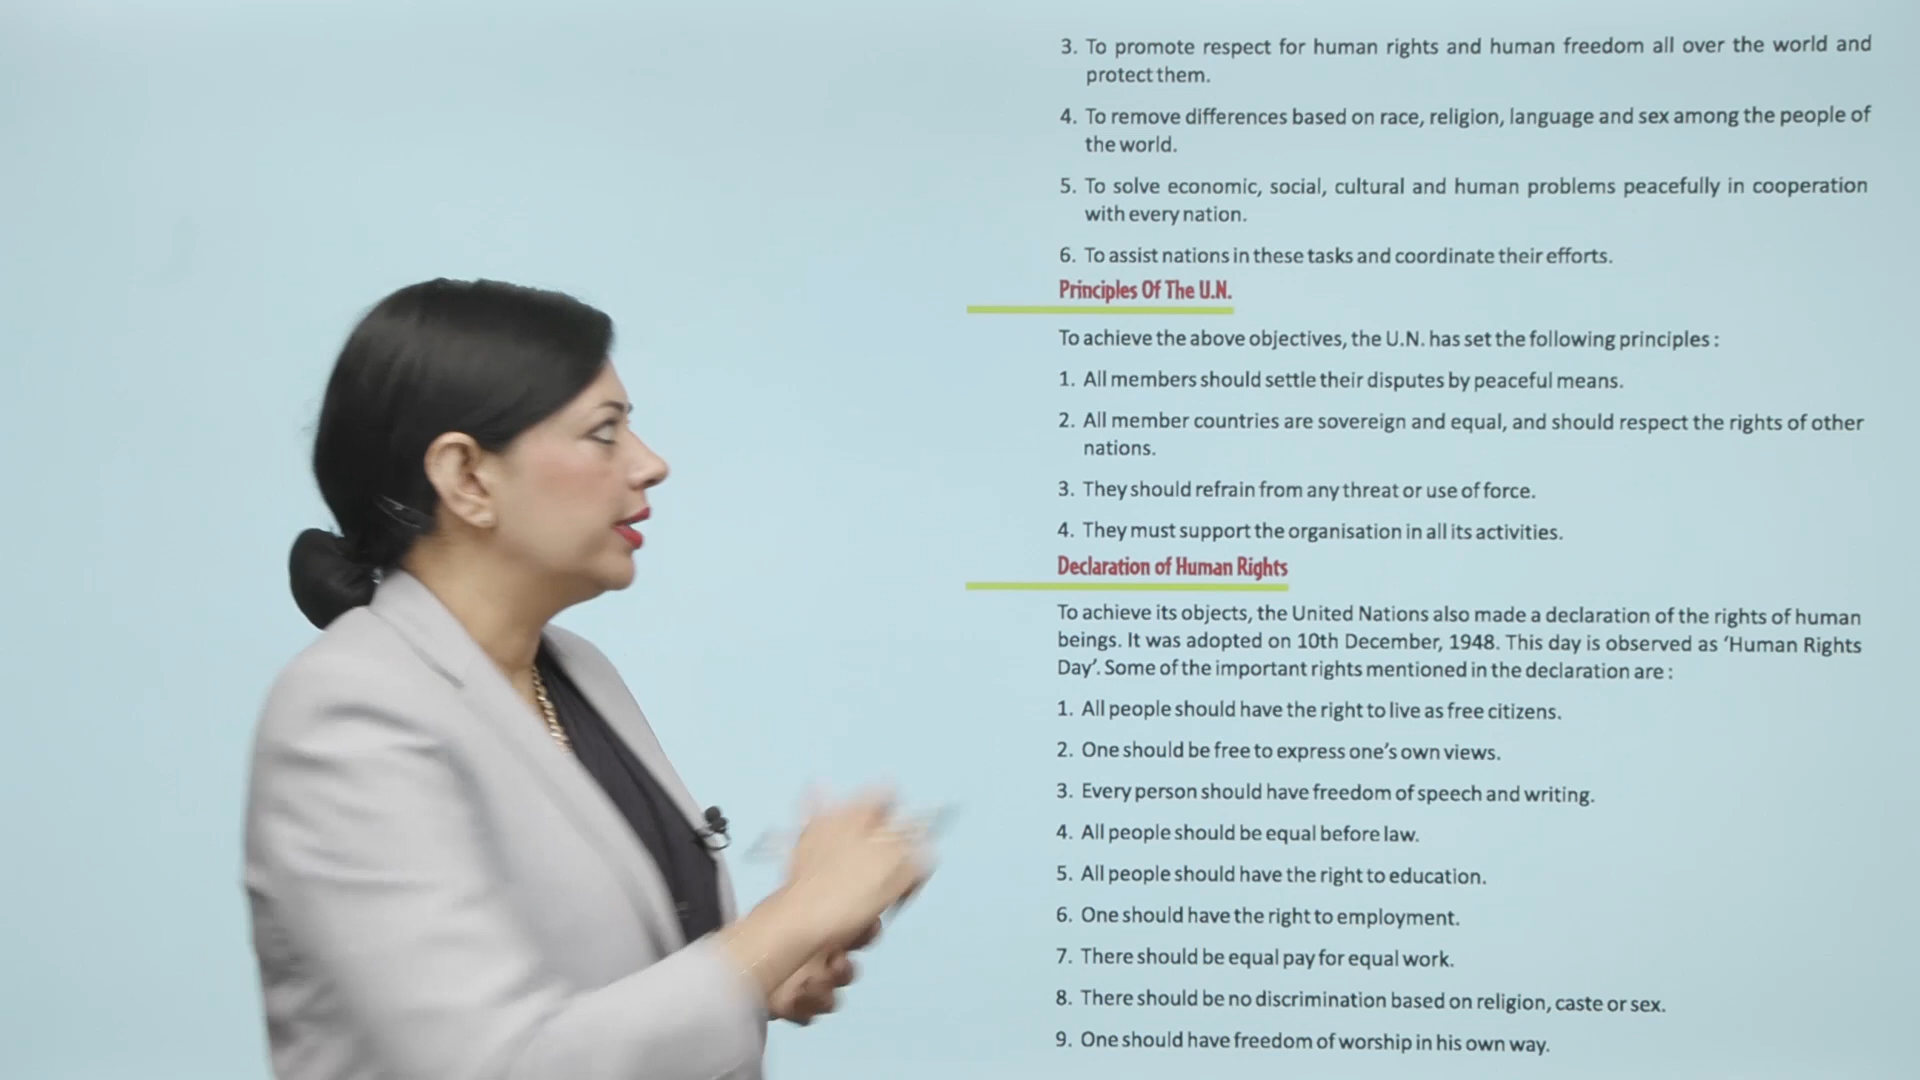 3. To promote respect for human rights and human freedom all over the world and
protect them.
4. To remove differences based on race, religion, language and sex among the people of
the world.
5. To solve economic, social, cultural and human problems peacefully in cooperation
with every nation.
6. To assist nations in these tasks and coordinate their efforts.
Principles Of The U.N.
To achieve the above objectives, the U.N. has set the following principles :
1. All members should settle their disputes by peaceful means.
2. All member countries are sovereign and equal, and should respect the rights of other
nations.
3. They should refrain from any threat or use of force.
4. They must support the organisation in all its activities.
Declaration of Human Rights
To achieve its objects, the United Nations also made a declaration of the rights of human
beings. It was adopted on 10th December, 1948. This day is observed as ‘Human Rights
Day’. Some of the important rights mentioned in the declaration are :
1. All people should have the right to live as free citizens.
2. One should be free to express one’s own views.
3. Every person should have freedom of speech and writing.
4. All people should be equal before law.
5. All people should have the right to education.
6. One should have the right to employment.
7. There should be equal pay for equal work.
8. There should be no discrimination based on religion, caste or sex.
9. One should have freedom of worship in his own way.